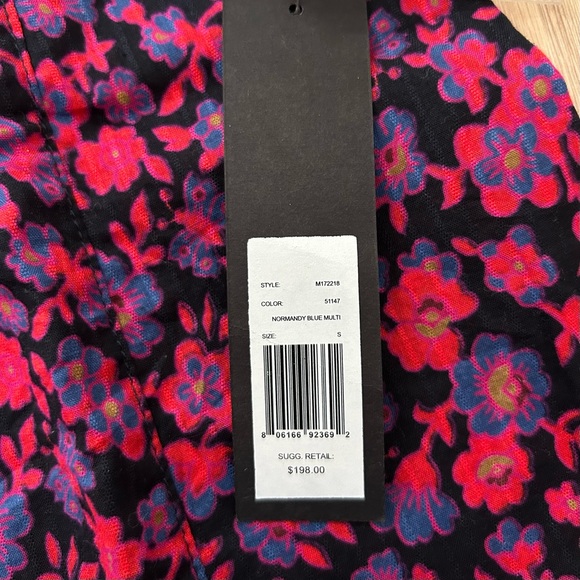 STYLE: M172218
COLOR: 51147
NORMANDY BLUE MULTI
SIZE: S
8 06166 92369 2
SUGG. RETAIL:
$198.00